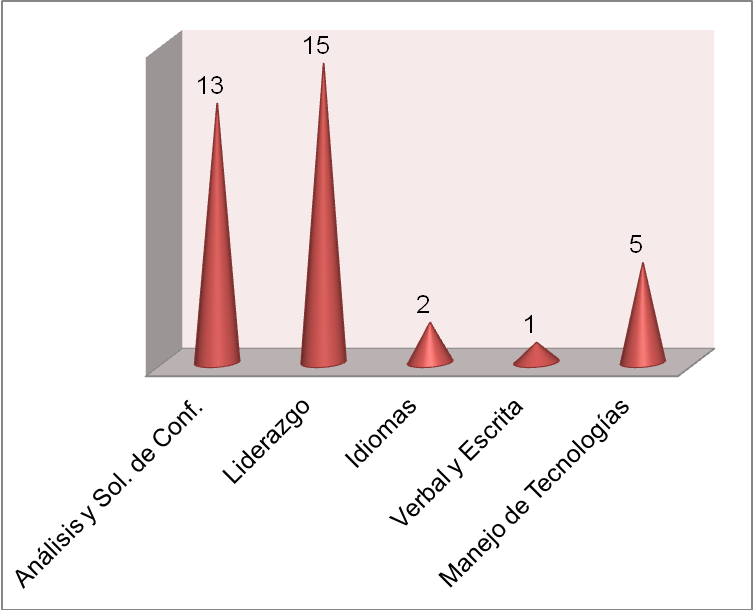 13
15
2
1
5
Análisis y Sol. de Conf.
Liderazgo
Idiomas
Verbal y Escrita
Manejo de Tecnologías